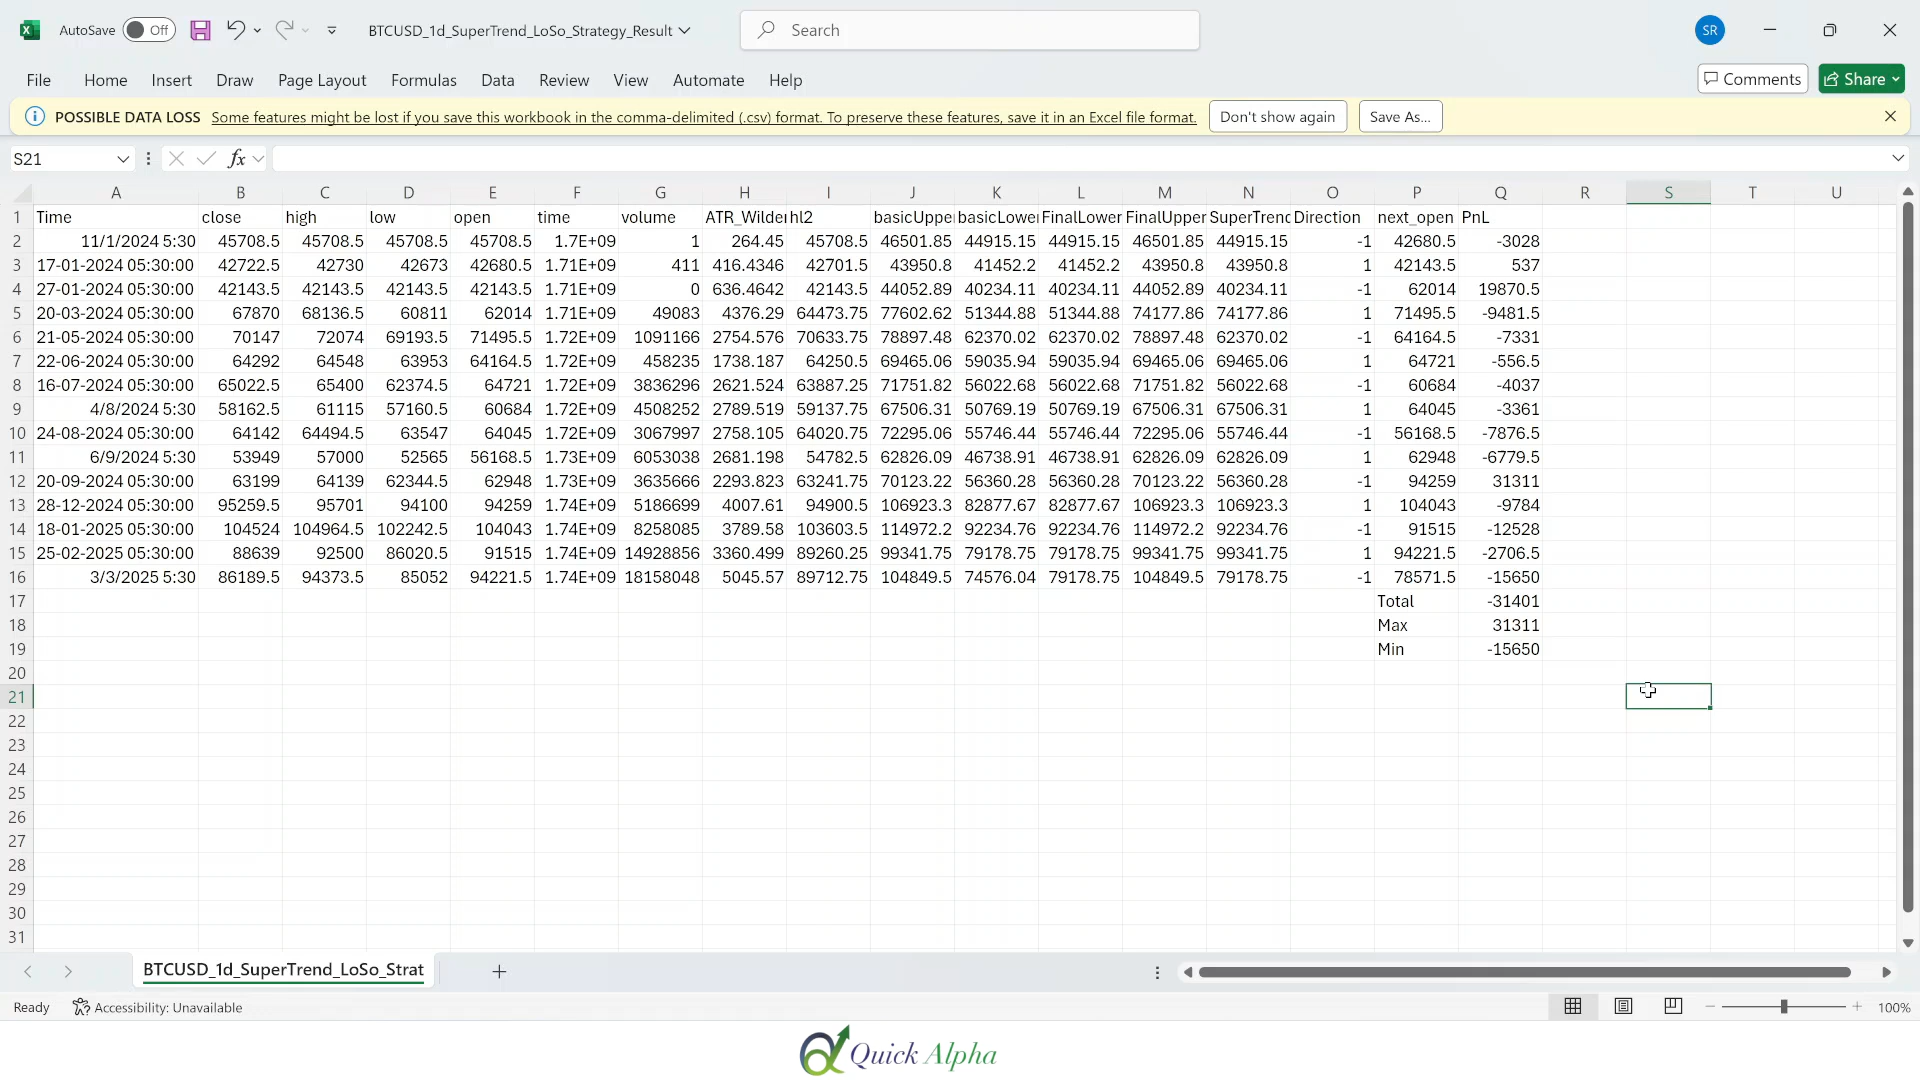 AutoSave Off BTCUSD_1d_SuperTrend_LoSo_Strategy_Result Search SR
File Home Insert Draw Page Layout Formulas Data Review View Automate Help Comments Share
POSSIBLE DATA LOSS Some features might be lost if you save this workbook in the comma-delimited (.csv) format. To preserve these features, save it in an Excel file format. Don't show again Save As...
S21 fx
A B C D E F G H I J K L M N O P Q R S T U
1 Time close high low open time volume ATR_Wilder hl2 basicUppe basicLower FinalLower FinalUpper SuperTrend Direction next_open PnL
2 11/1/2024 5:30 45708.5 45708.5 45708.5 45708.5 1.7E+09 1 264.45 45708.5 46501.85 44915.15 44915.15 46501.85 44915.15 -1 42680.5 -3028
3 17-01-2024 05:30:00 42722.5 42730 42673 42680.5 1.71E+09 411 416.4346 42701.5 43950.8 41452.2 41452.2 43950.8 43950.8 1 42143.5 537
4 27-01-2024 05:30:00 42143.5 42143.5 42143.5 42143.5 1.71E+09 0 636.4642 42143.5 44052.89 40234.11 40234.11 44052.89 40234.11 -1 62014 19870.5
5 20-03-2024 05:30:00 67870 68136.5 60811 62014 1.71E+09 49083 4376.29 64473.75 77602.62 51344.88 51344.88 74177.86 74177.86 1 71495.5 -9481.5
6 21-05-2024 05:30:00 70147 72074 69193.5 71495.5 1.72E+09 1091166 2754.576 70633.75 78897.48 62370.02 62370.02 78897.48 62370.02 -1 64164.5 -7331
7 22-06-2024 05:30:00 64292 64548 63953 64164.5 1.72E+09 458235 1738.187 64250.5 69465.06 59035.94 59035.94 69465.06 69465.06 1 64721 -556.5
8 16-07-2024 05:30:00 65022.5 65400 62374.5 64721 1.72E+09 3836296 2621.524 63887.25 71751.82 56022.68 56022.68 71751.82 56022.68 -1 60684 -4037
9 4/8/2024 5:30 58162.5 61115 57160.5 60684 1.72E+09 4508252 2789.519 59137.75 67506.31 50769.19 50769.19 67506.31 67506.31 1 64045 -3361
10 24-08-2024 05:30:00 64142 64494.5 63547 64045 1.72E+09 3067997 2758.105 64020.75 72295.06 55746.44 55746.44 72295.06 55746.44 -1 56168.5 -7876.5
11 6/9/2024 5:30 53949 57000 52565 56168.5 1.73E+09 6053038 2681.198 54782.5 62826.09 46738.91 46738.91 62826.09 62826.09 1 62948 -6779.5
12 20-09-2024 05:30:00 63199 64139 62344.5 62948 1.73E+09 3635666 2293.823 63241.75 70123.22 56360.28 56360.28 70123.22 56360.28 -1 94259 31311
13 28-12-2024 05:30:00 95259.5 95701 94100 94259 1.74E+09 5186699 4007.61 94900.5 106923.3 82877.67 82877.67 106923.3 106923.3 1 104043 -9784
14 18-01-2025 05:30:00 104524 104964.5 102242.5 104043 1.74E+09 8258085 3789.58 103603.5 114972.2 92234.76 92234.76 114972.2 92234.76 -1 91515 -12528
15 25-02-2025 05:30:00 88639 92500 86020.5 91515 1.74E+09 14928856 3360.499 89260.25 99341.75 79178.75 79178.75 99341.75 99341.75 1 94221.5 -2706.5
16 3/3/2025 5:30 86189.5 94373.5 85052 94221.5 1.74E+09 18158048 5045.57 89712.75 104849.5 74576.04 79178.75 104849.5 79178.75 -1 78571.5 -15650
17 Total -31401
18 Max 31311
19 Min -15650
20
21
22
23
24
25
26
27
28
29
30
31
BTCUSD_1d_SuperTrend_LoSo_Strat
Ready Accessibility: Unavailable 100%
Quick Alpha